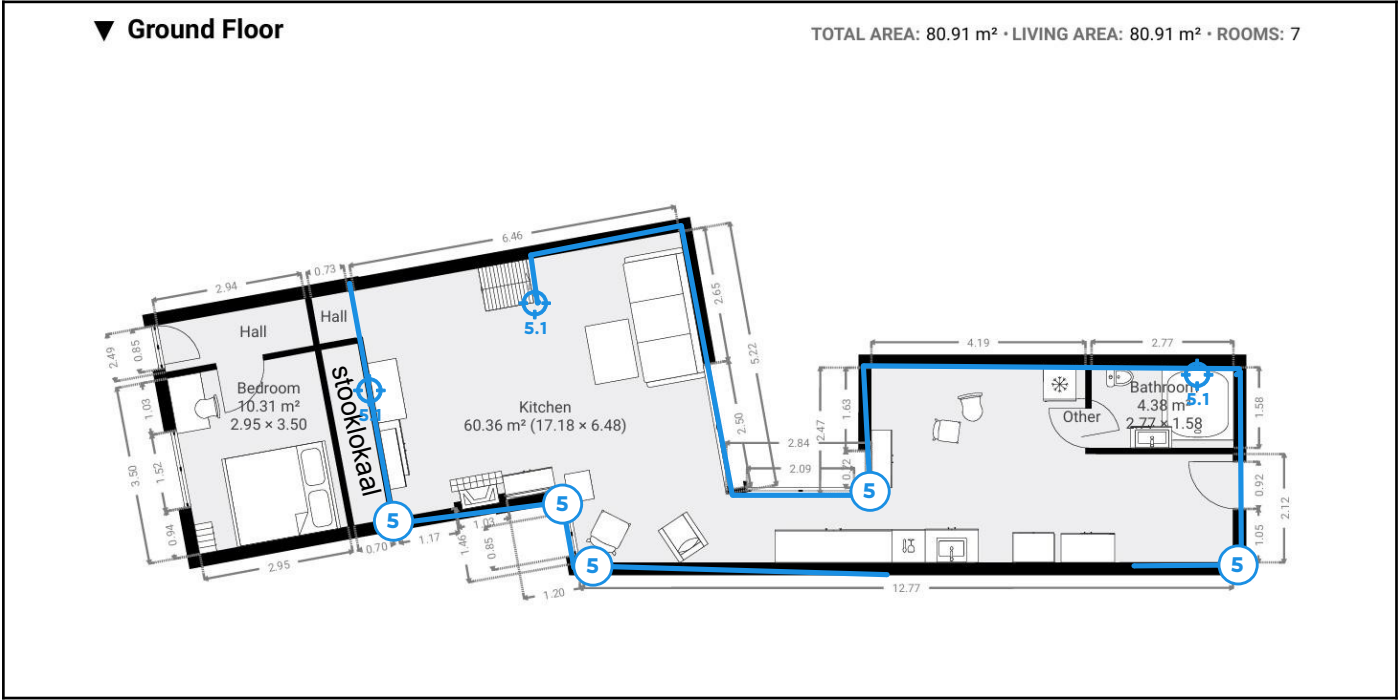 ▼ Ground Floor
TOTAL AREA: 80.91 m² • LIVING AREA: 80.91 m² • ROOMS: 7
6.46
0.73
2.94
Hall
Hall
2.49
0.85
5.1
2.65
5.22
4.19
2.77
Bedroom
10.31 m²
2.95 × 3.50
stooklokaal
5.1
Kitchen
60.36 m² (17.18 × 6.48)
1.03
3.50
1.52
0.94
2.50
2.84
2.09
1.63
2.47
0.72
Other
Bathroom
4.38 m²
2.77 × 1.58
5.1
1.58
0.92
2.12
1.05
5
5
5
5
5
2.95
0.70
1.17
1.03
1.46
0.85
1.20
12.77